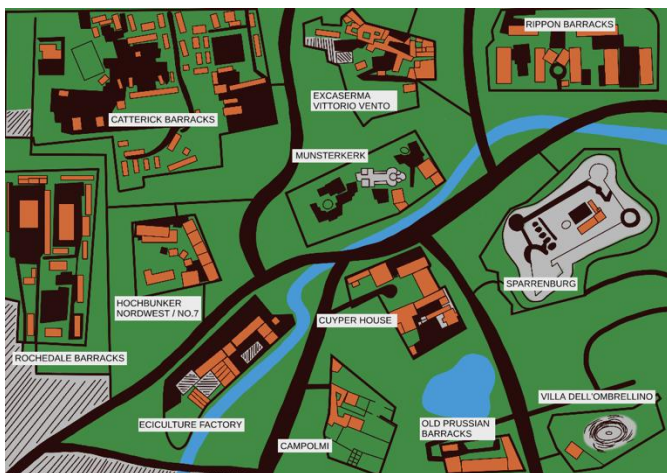 RIPPON BARRACKS
EXCASERMA
VITTORIO VENTO
CATTERICK BARRACKS
MUNSTERKERK
SPARRENBURG
HOCHBUNKER
NORDWEST / NO.7
CUYPER HOUSE
ROCHEDALE BARRACKS
VILLA DELL'OMBRELLINO
ECICULTURE FACTORY
CAMPOLMI
OLD PRUSSIAN
BARRACKS